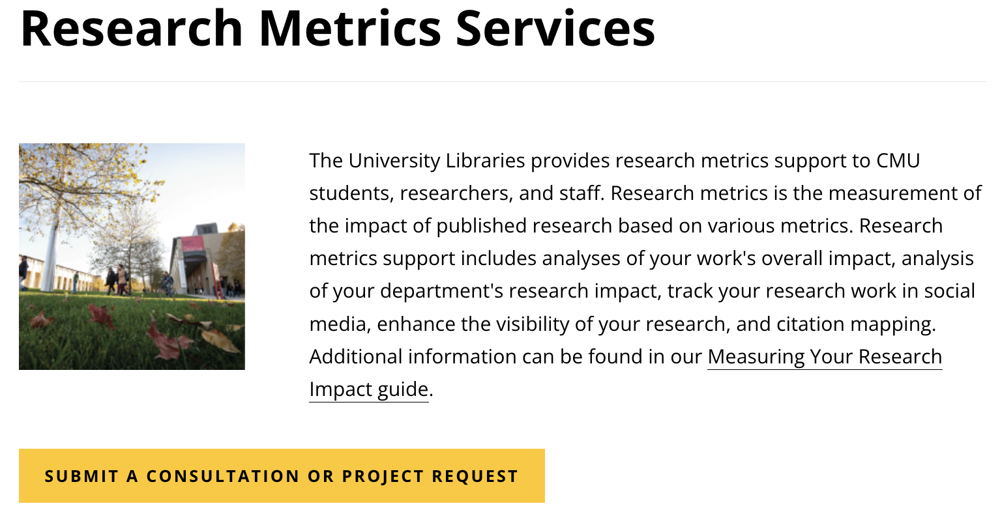 Research Metrics Services
The University Libraries provides research metrics support to CMU
students, researchers, and staff. Research metrics is the measurement of
the impact of published research based on various metrics. Research
metrics support includes analyses of your work's overall impact, analysis
of your department's research impact, track your research work in social
media, enhance the visibility of your research, and citation mapping.
Additional information can be found in our Measuring Your Research
Impact guide.
Drama
SUBMIT A CONSULTATION OR PROJECT REQUEST